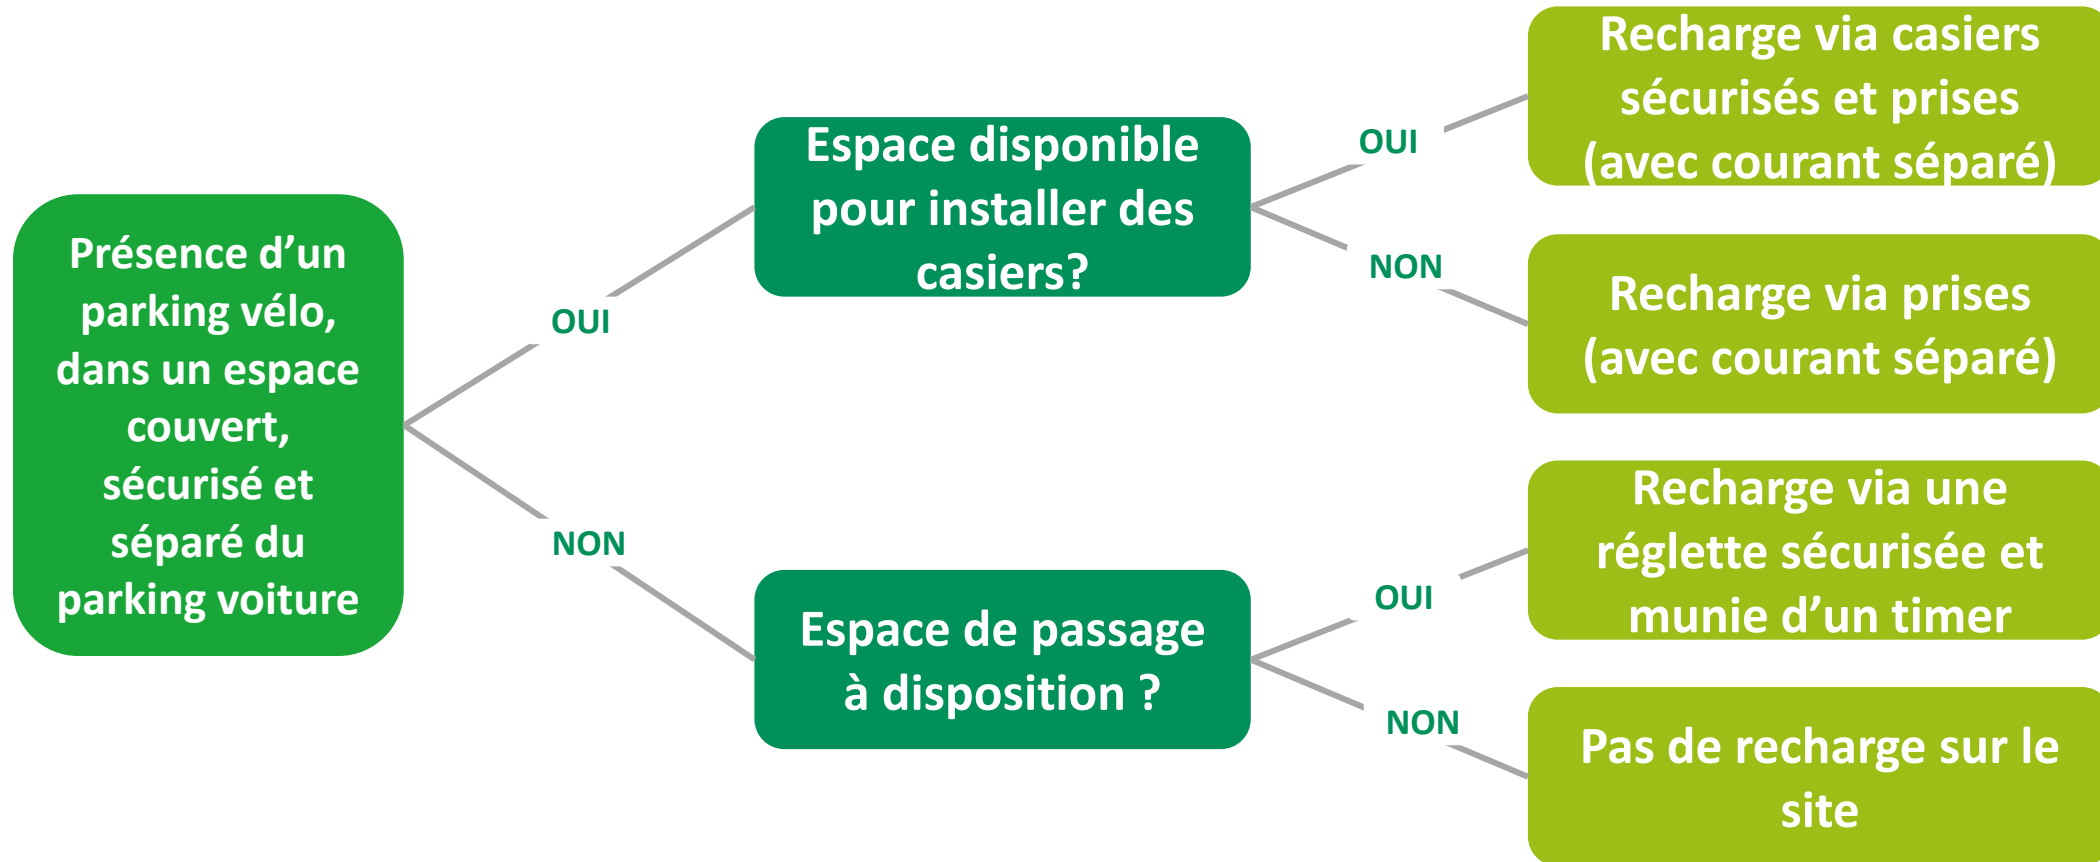 Présence d’un
parking vélo,
dans un espace
couvert,
sécurisé et
séparé du
parking voiture
OUI
NON
Espace disponible
pour installer des
casiers?
Espace de passage
à disposition ?
OUI
NON
OUI
NON
Recharge via casiers
sécurisés et prises
(avec courant séparé)
Recharge via prises
(avec courant séparé)
Recharge via une
réglette sécurisée et
munie d’un timer
Pas de recharge sur le
site